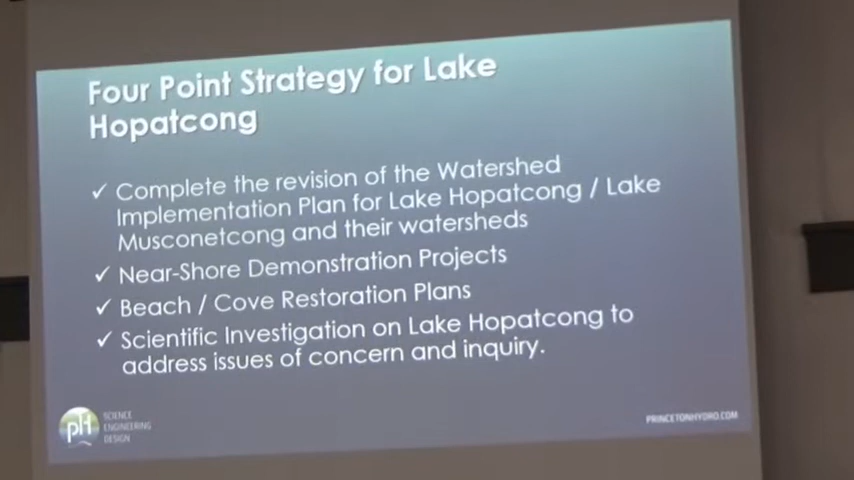 Four Point Strategy for Lake
Hopatcong
✓ Complete the revision of the Watershed
Implementation Plan for Lake Hopatcong / Lake
Musconetcong and their watersheds
✓ Near-Shore Demonstration Projects
✓ Beach / Cove Restoration Plans
✓ Scientific Investigation on Lake Hopatcong to
address issues of concern and inquiry.
pH
SCIENCE
ENGINEERING
DESIGN
PRINCETONHYDRO.COM